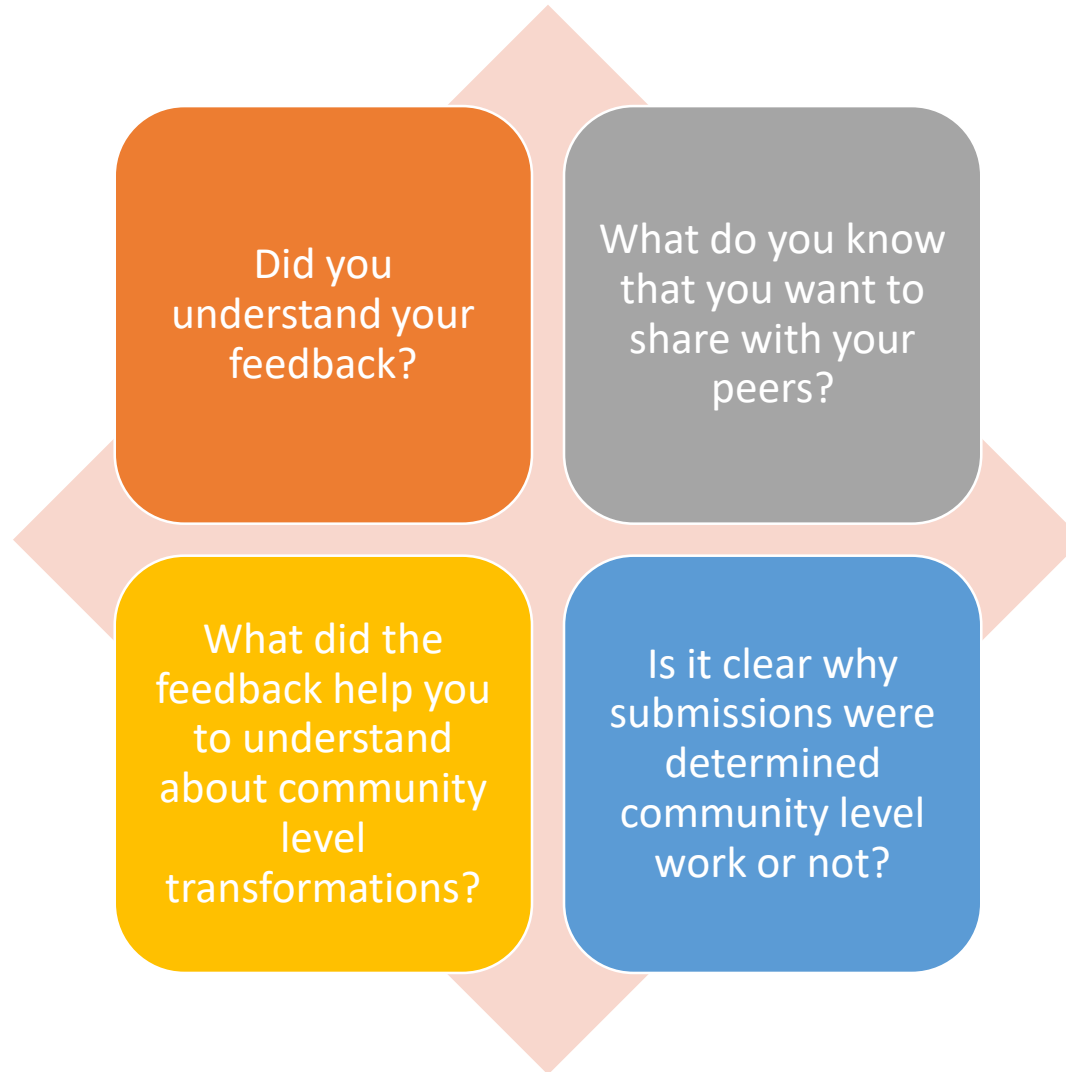 Did you
understand your
feedback?
What do you know
that you want to
share with your
peers?
What did the
feedback help you
to understand
about community
level
transformations?
Is it clear why
submissions were
determined
community level
work or not?